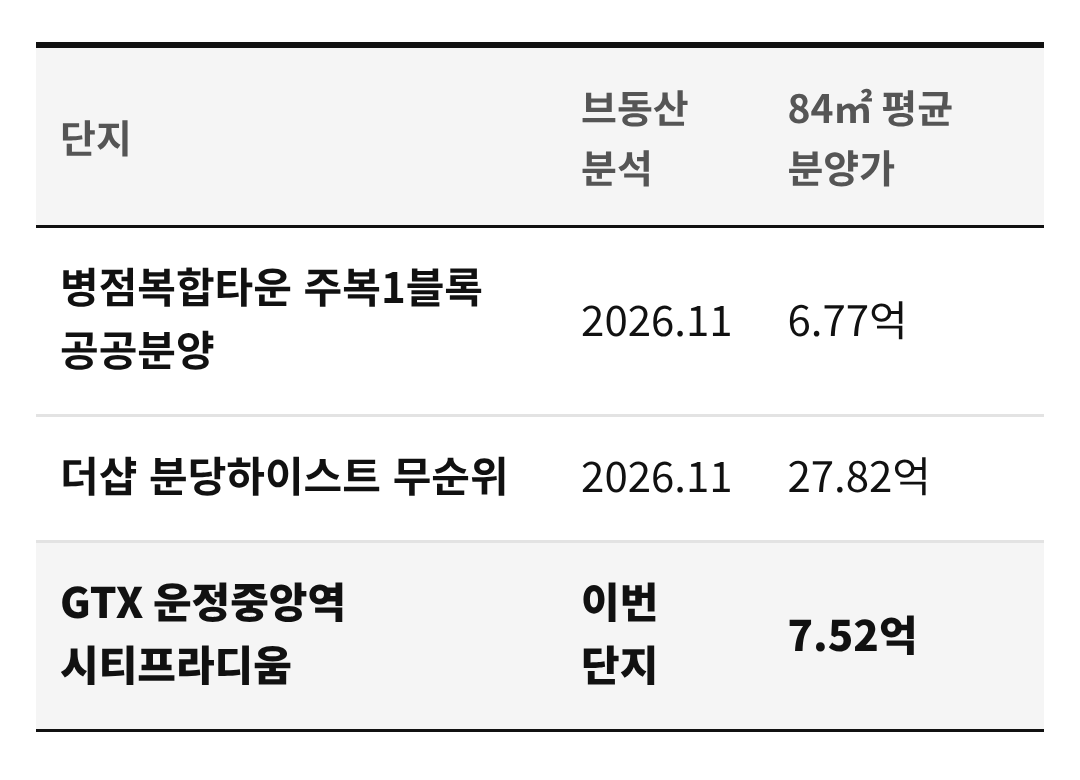 단지
브동산
분석
84㎡ 평균
분양가
병점복합타운 주복1블록
공공분양
2026.11
6.77억
더샵 분당하이스트 무순위
2026.11
27.82억
GTX 운정중앙역
시티프라디움
이번
단지
7.52억